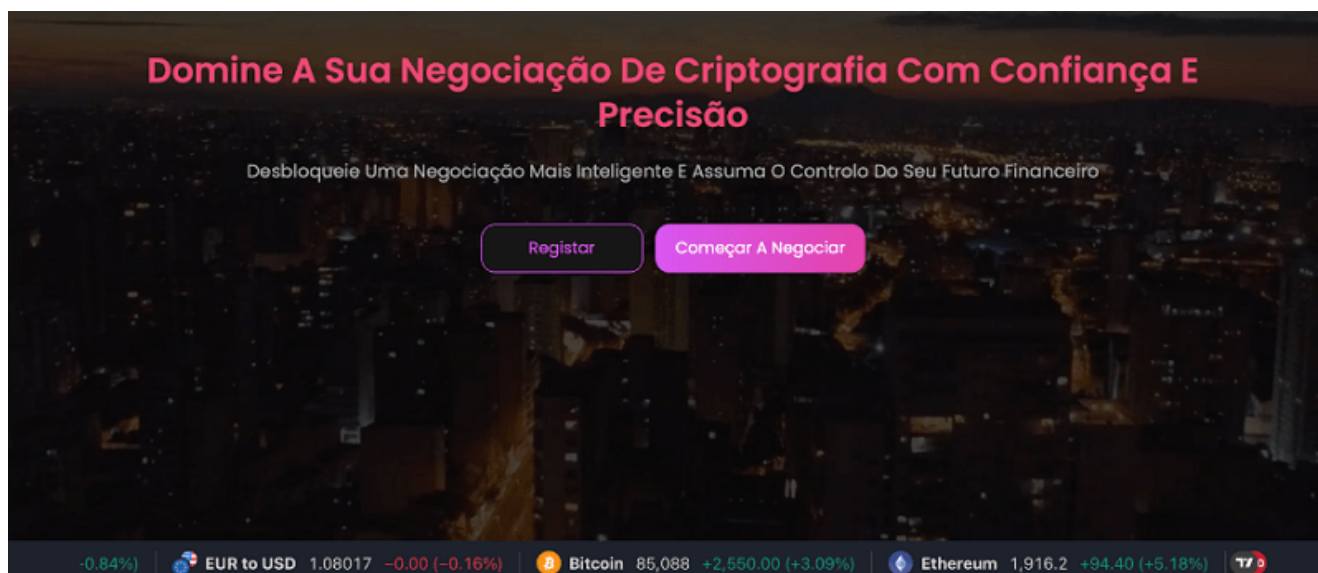 Domine A Sua Negociação De Criptografia Com Confiança E
Precisão
Desbloqueie Uma Negociação Mais Inteligente E Assuma O Controlo Do Seu Futuro Financeiro
Registar Começar A Negociar
-0.84%) EUR to USD 1.08017 −0.00 (−0.16%) Bitcoin 85,088 +2,550.00 (+3.09%) Ethereum 1,916.2 +94.40 (+5.18%)